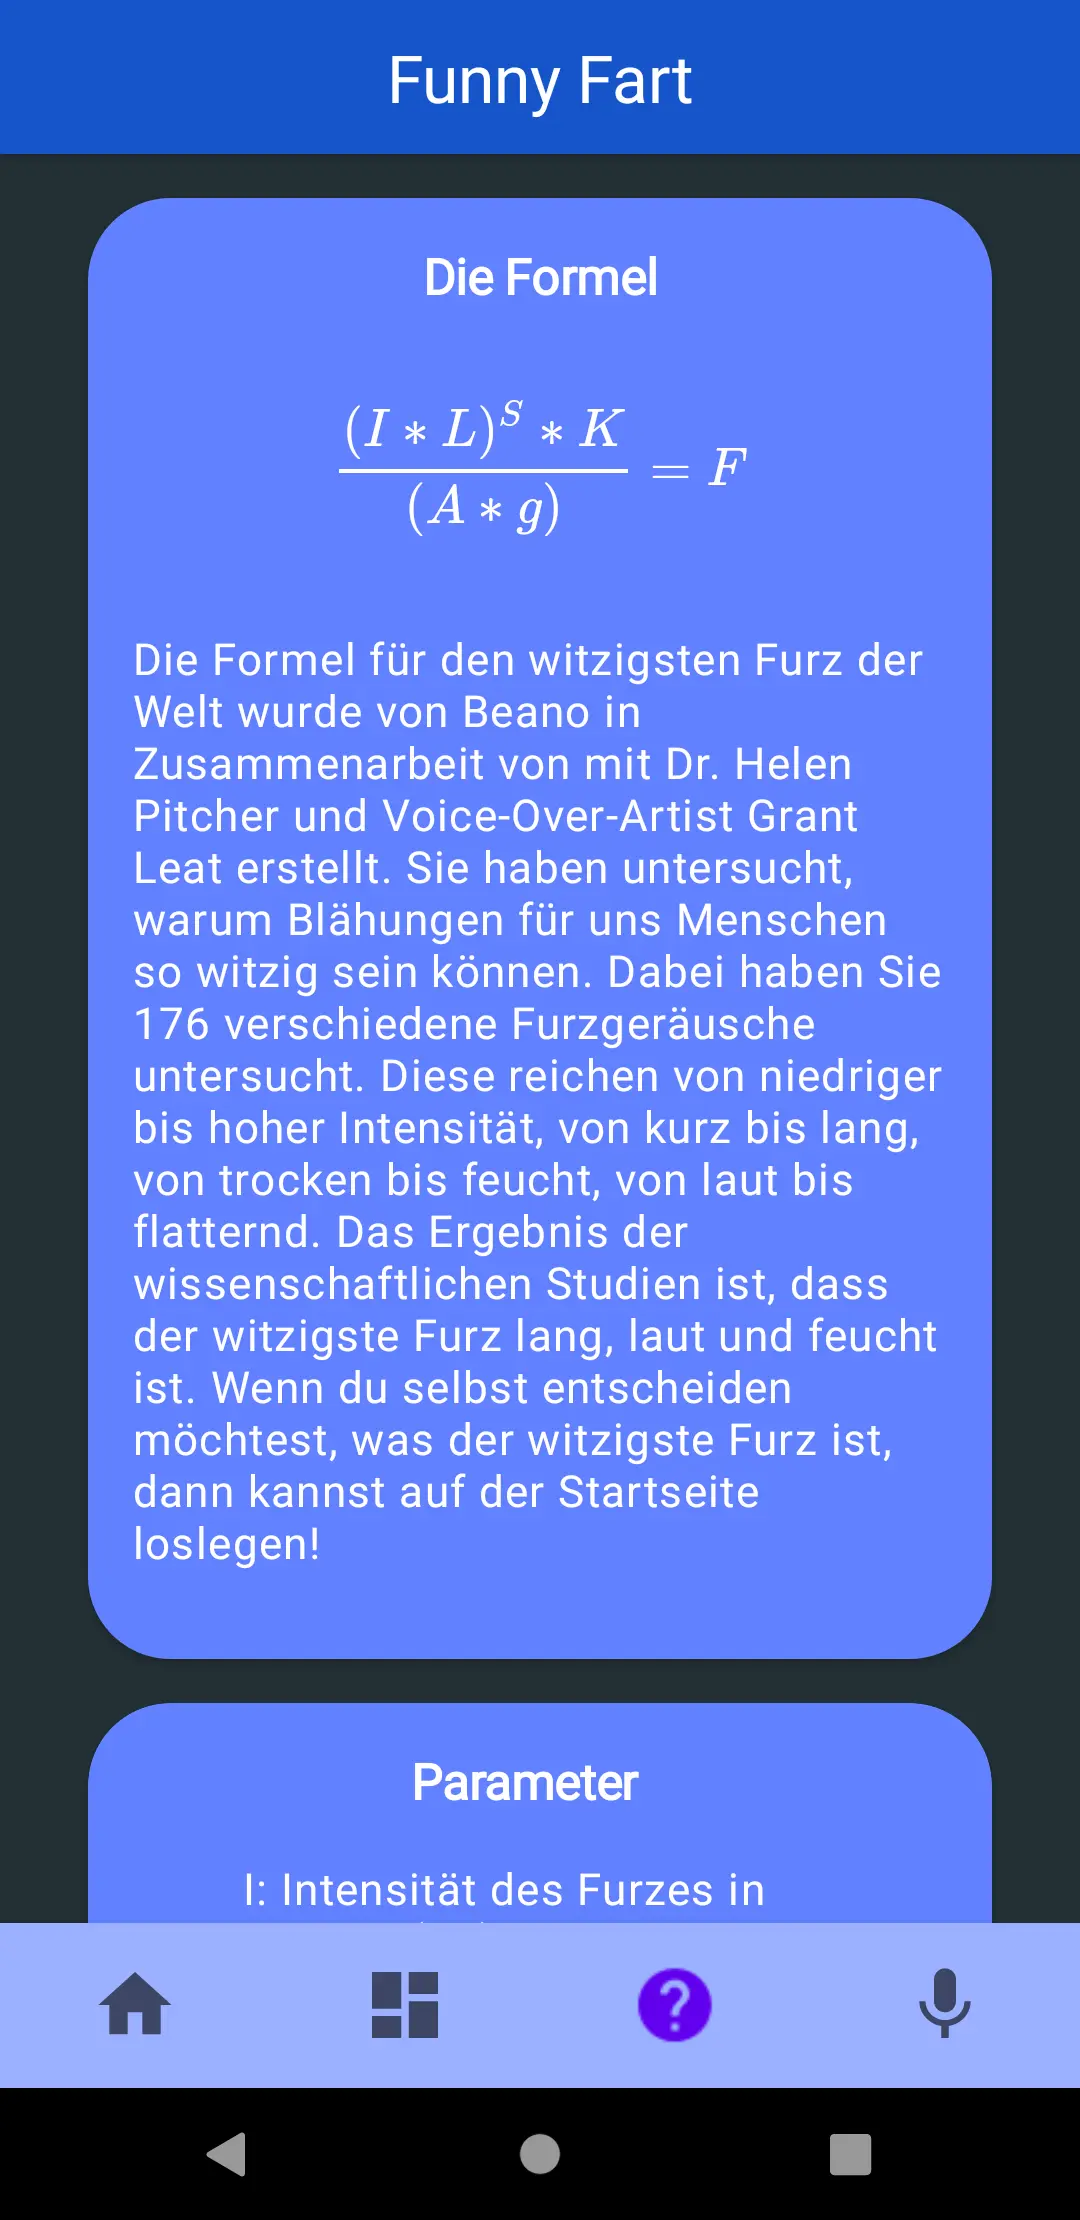 Funny Fart
Die Formel
(I * L)^S * K
= F
(A * g)
Die Formel für den witzigsten Furz der
Welt wurde von Beano in
Zusammenarbeit von mit Dr. Helen
Pitcher und Voice-Over-Artist Grant
Leat erstellt. Sie haben untersucht,
warum Blähungen für uns Menschen
so witzig sein können. Dabei haben Sie
176 verschiedene Furzgeräusche
untersucht. Diese reichen von niedriger
bis hoher Intensität, von kurz bis lang,
von trocken bis feucht, von laut bis
flatternd. Das Ergebnis der
wissenschaftlichen Studien ist, dass
der witzigste Furz lang, laut und feucht
ist. Wenn du selbst entscheiden
möchtest, was der witzigste Furz ist,
dann kannst auf der Startseite
loslegen!
Parameter
I: Intensität des Furzes in